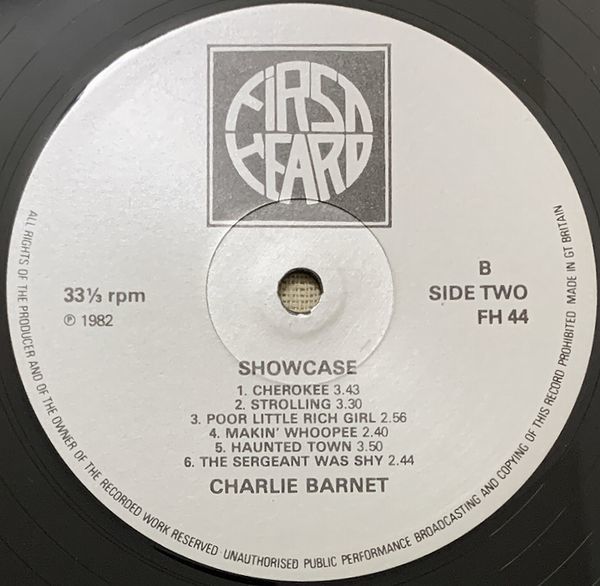 FIRST
HEARD
33⅓ rpm
℗ 1982
B
SIDE TWO
FH 44
SHOWCASE
1. CHEROKEE 3.43
2. STROLLING 3.30
3. POOR LITTLE RICH GIRL 2.56
4. MAKIN' WHOOPEE 2.40
5. HAUNTED TOWN 3.50
6. THE SERGEANT WAS SHY 2.44
CHARLIE BARNET
ALL RIGHTS OF THE PRODUCER AND OF THE OWNER OF THE RECORDED WORK RESERVED · UNAUTHORISED PUBLIC PERFORMANCE BROADCASTING AND COPYING OF THIS RECORD PROHIBITED MADE IN GT BRITAIN